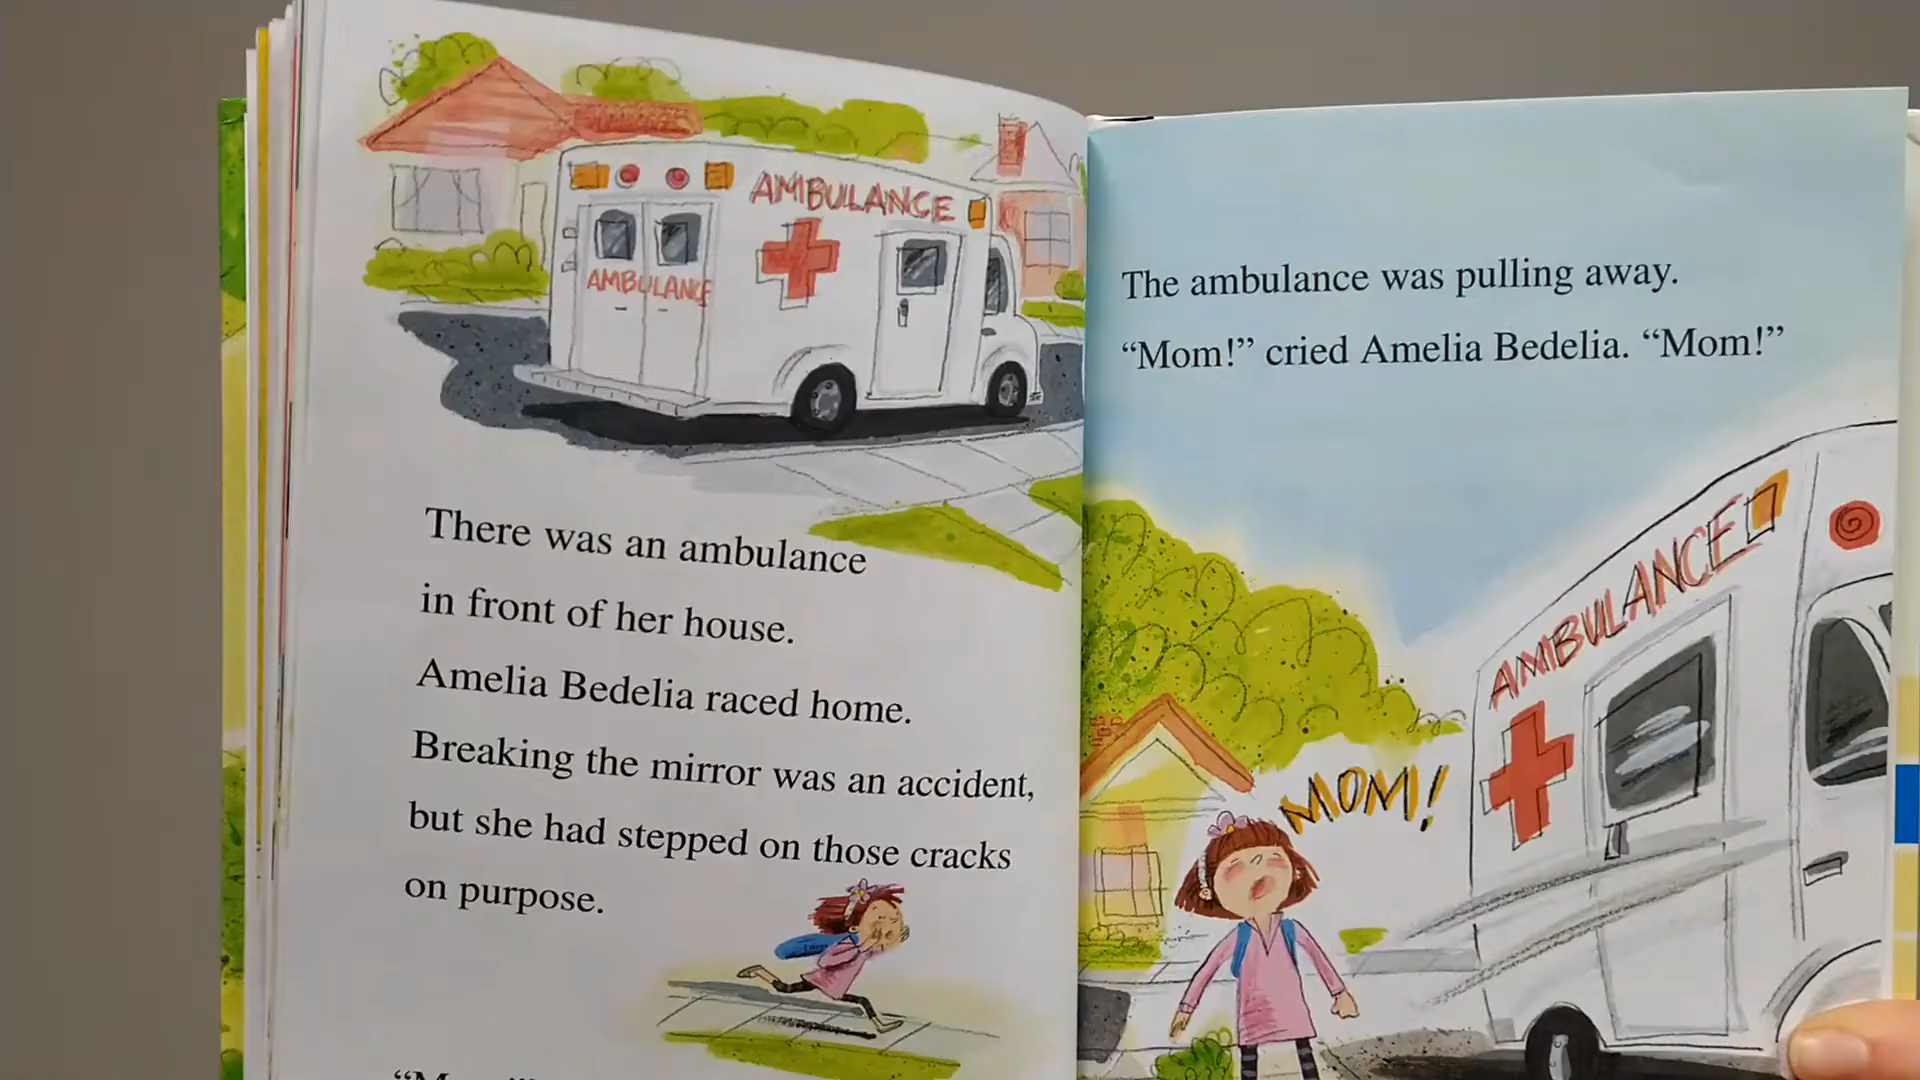 AMBULANCE
AMBULANCE
There was an ambulance
in front of her house.
Amelia Bedelia raced home.
Breaking the mirror was an accident,
but she had stepped on those cracks
on purpose.
The ambulance was pulling away.
“Mom!” cried Amelia Bedelia. “Mom!”
AMBULANCE
MOM!